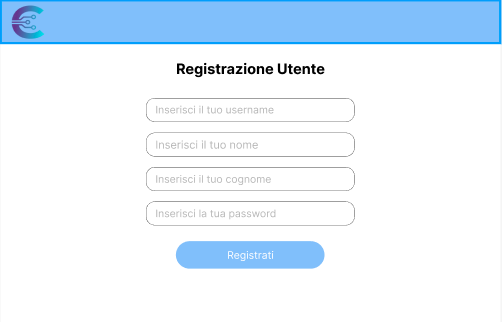 Registrazione Utente
Inserisci il tuo username
Inserisci il tuo nome
Inserisci il tuo cognome
Inserisci la tua password
Registrati